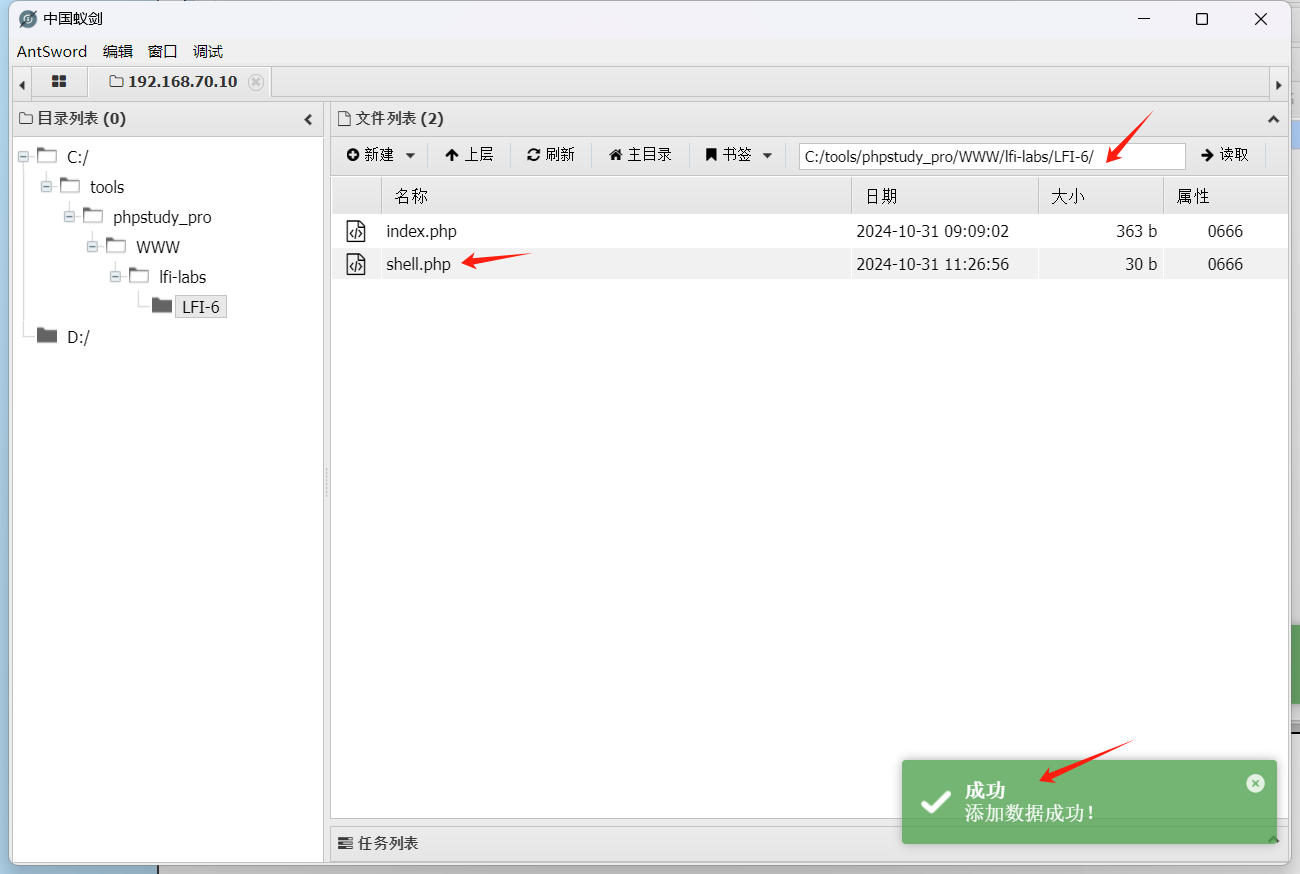 中国蚁剑
AntSword 编辑 窗口 调试
192.168.70.10
目录列表 (0)
C:/
tools
phpstudy_pro
WWW
lfi-labs
LFI-6
D:/
文件列表 (2)
新建 上层 刷新 主目录 书签 C:/tools/phpstudy_pro/WWW/lfi-labs/LFI-6/ 读取
名称 日期 大小 属性
index.php 2024-10-31 09:09:02 363 b 0666
shell.php 2024-10-31 11:26:56 30 b 0666
成功
添加数据成功！
任务列表